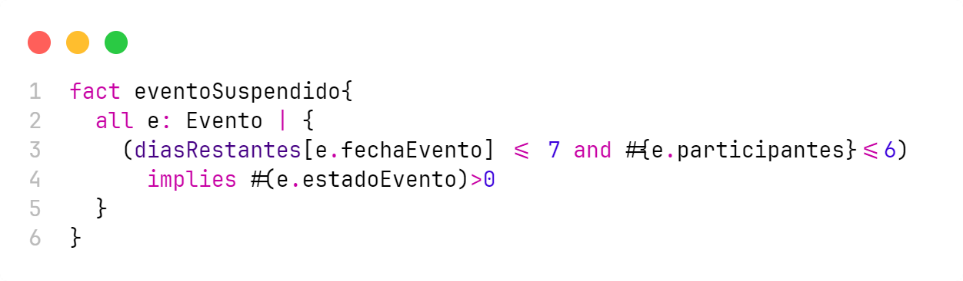 1 fact eventoSuspendido{
2   all e: Evento | {
3     (diasRestantes[e.fechaEvento] <= 7 and #{e.participantes}<=6)
4       implies #(e.estadoEvento)>0
5   }
6 }